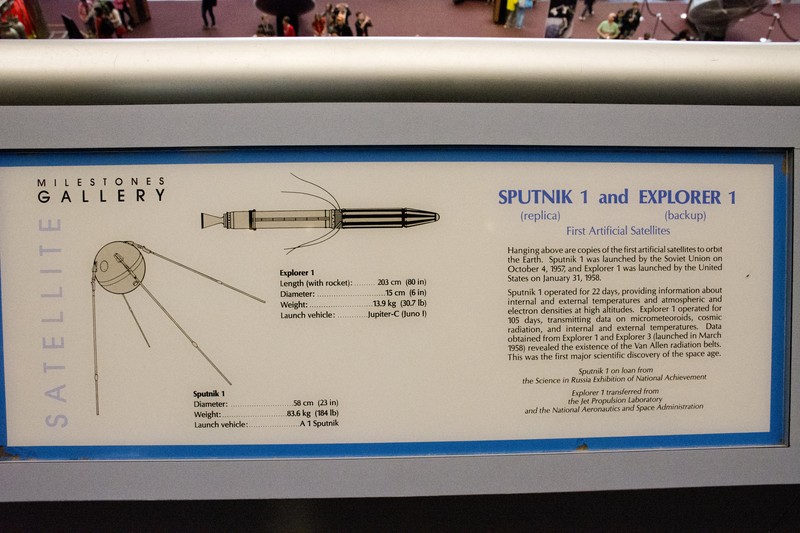 MILESTONES
GALLERY
SATELLITE
Explorer 1
Length (with rocket): 203 cm (80 in)
Diameter: 15 cm (6 in)
Weight: 13.9 kg (30.7 lb)
Launch vehicle: Jupiter-C (Juno I)
Sputnik 1
Diameter: 58 cm (23 in)
Weight: 83.6 kg (184 lb)
Launch vehicle: A 1 Sputnik
SPUTNIK 1 and EXPLORER 1
(replica) (backup)
First Artificial Satellites
Hanging above are copies of the first artificial satellites to orbit
the Earth. Sputnik 1 was launched by the Soviet Union on
October 4, 1957, and Explorer 1 was launched by the United
States on January 31, 1958.
Sputnik 1 operated for 22 days, providing information about
internal and external temperatures and atmospheric and
electron densities at high altitudes. Explorer 1 operated for
105 days, transmitting data on micrometeoroids, cosmic
radiation, and internal and external temperatures. Data
obtained from Explorer 1 and Explorer 3 (launched in March
1958) revealed the existence of the Van Allen radiation belts.
This was the first major scientific discovery of the space age.
Sputnik 1 on loan from
the Science in Russia Exhibition of National Achievement
Explorer 1 transferred from
the Jet Propulsion Laboratory
and the National Aeronautics and Space Administration